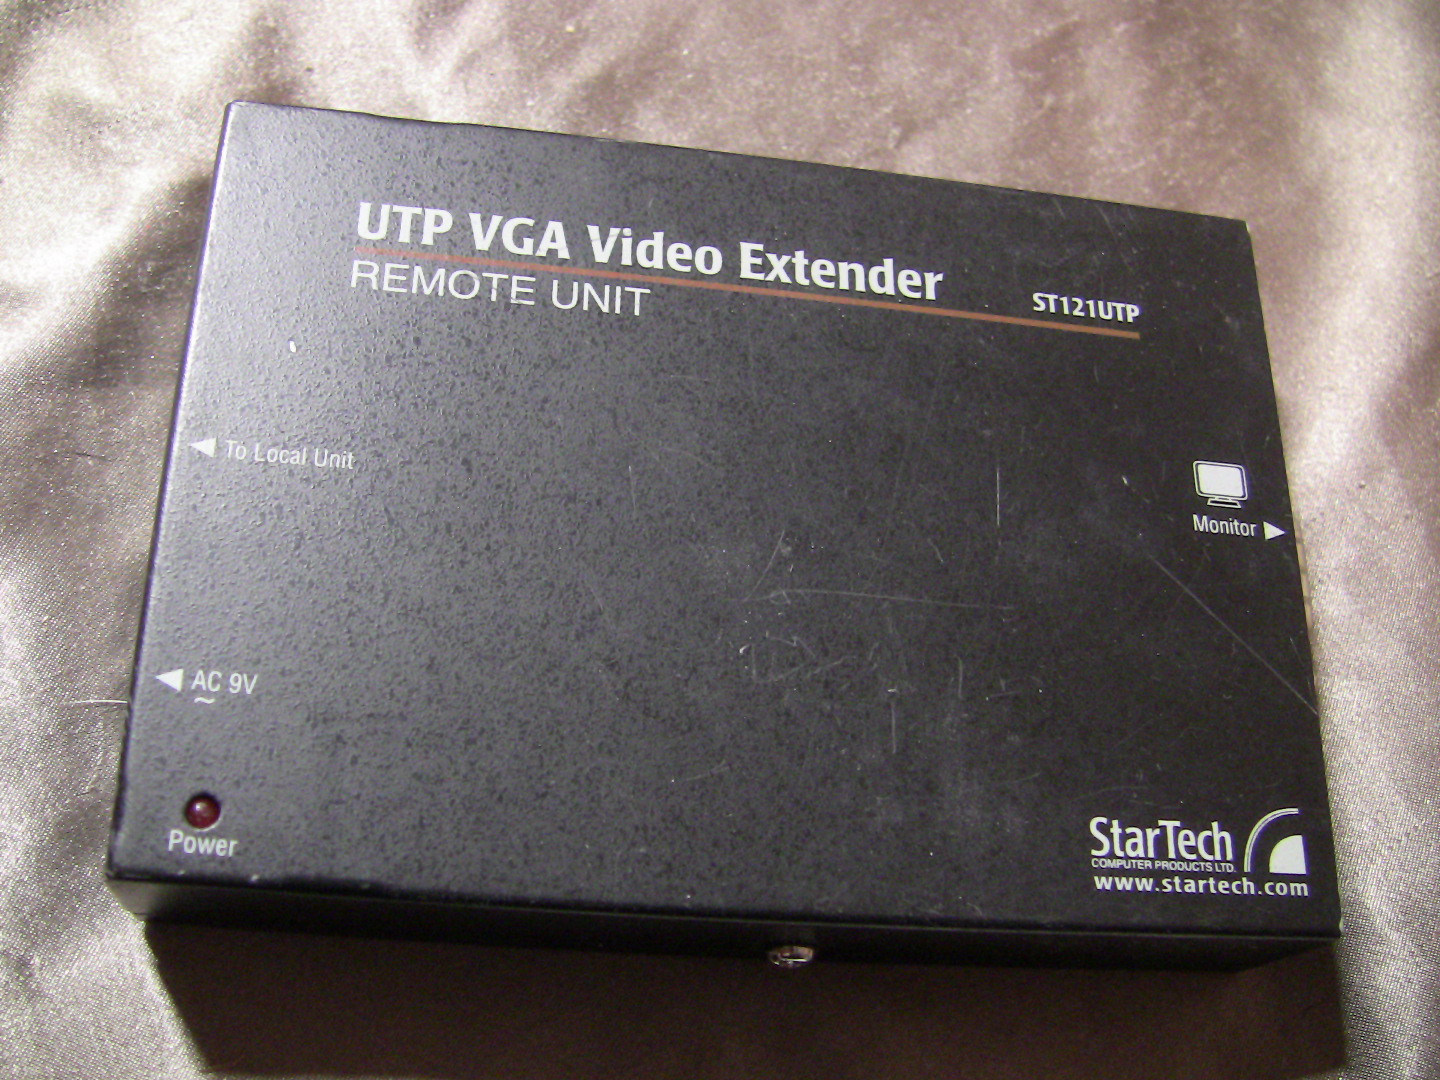 UTP VGA Video Extender
REMOTE UNIT
ST121UTP
To Local Unit
Monitor
AC 9V
~
Power
StarTech
COMPUTER PRODUCTS LTD.
www.startech.com